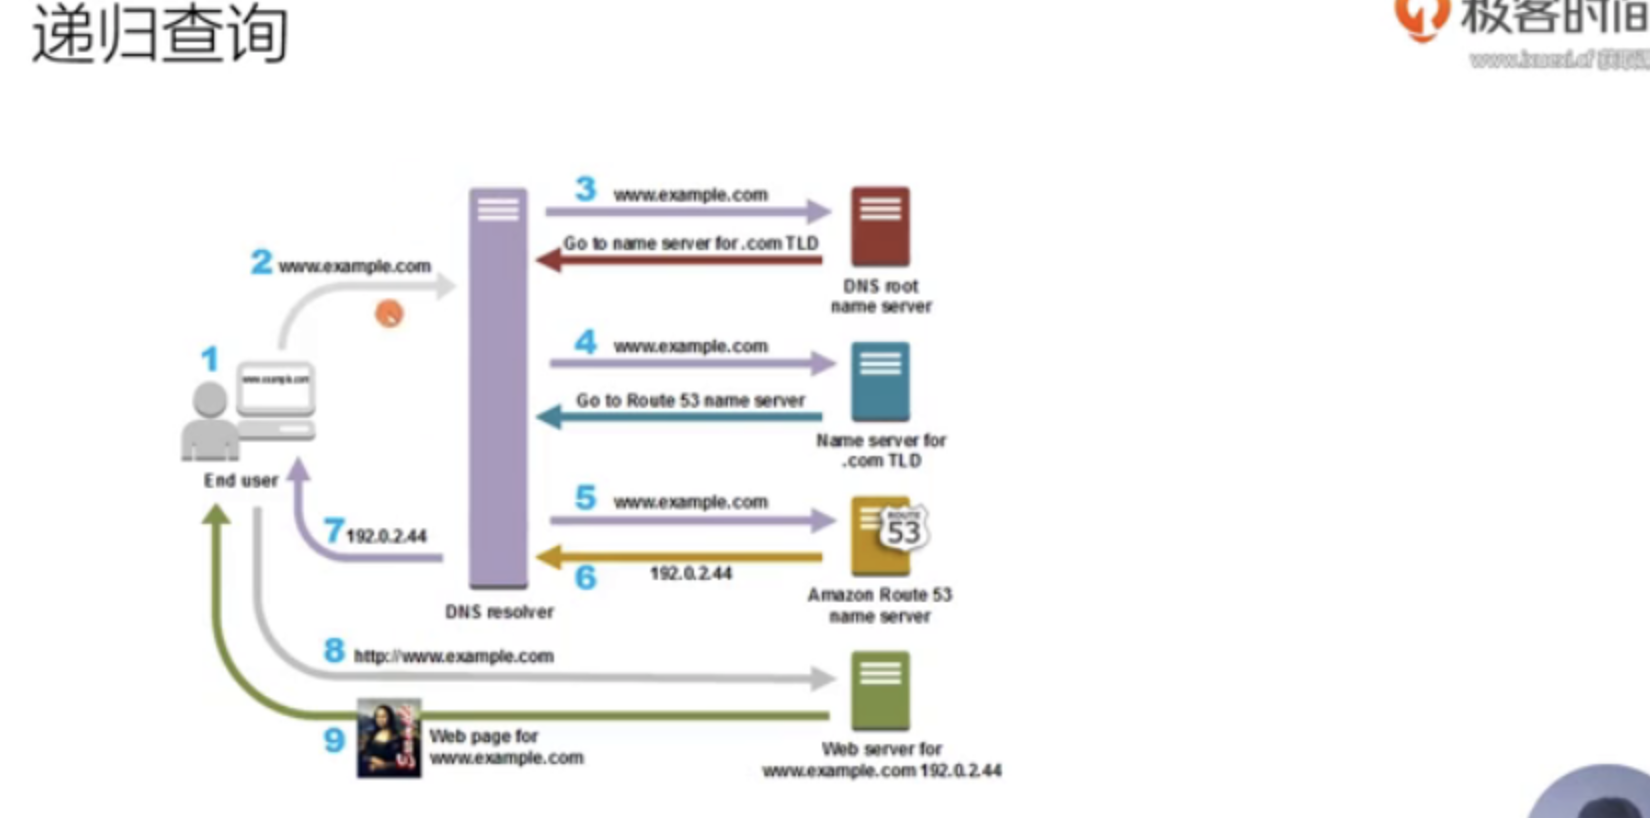 递归查询
极客时间
3 www.example.com
Go to name server for .com TLD
DNS root
name server
2 www.example.com
4 www.example.com
Go to Route 53 name server
Name server for
.com TLD
1
www.example.com
End user
5 www.example.com
ROUTE
53
6 192.0.2.44
Amazon Route 53
name server
7 192.0.2.44
DNS resolver
8 http://www.example.com
9 Web page for
www.example.com
Web server for
www.example.com 192.0.2.44